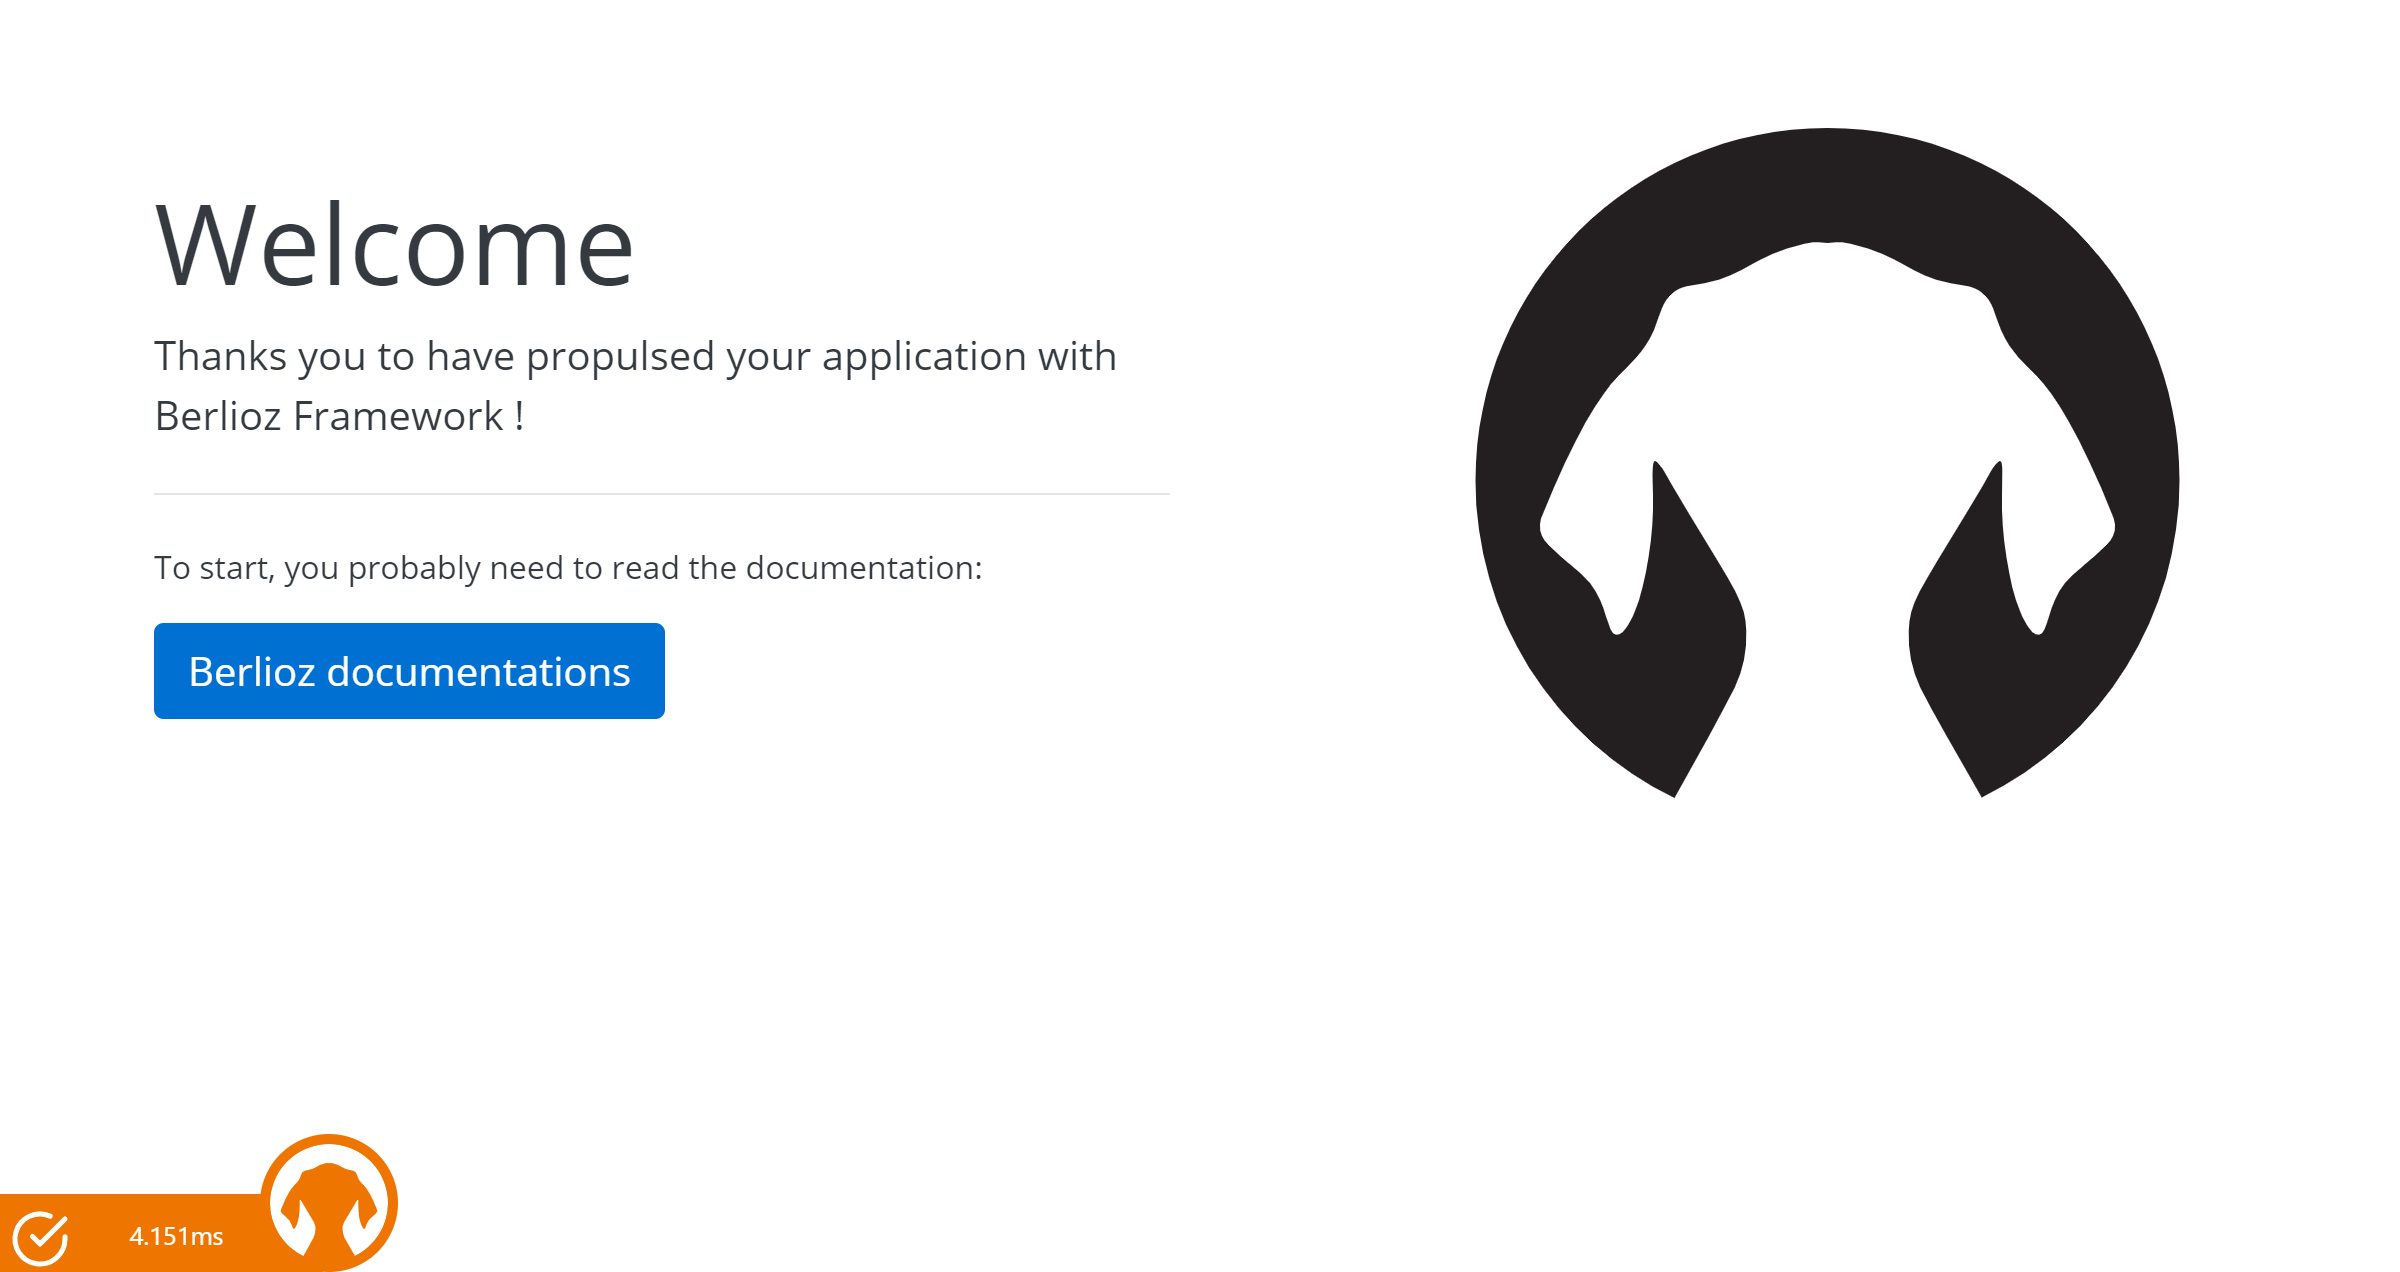 Welcome
Thanks you to have propulsed your application with
Berlioz Framework !
To start, you probably need to read the documentation:
Berlioz documentations
4.151ms